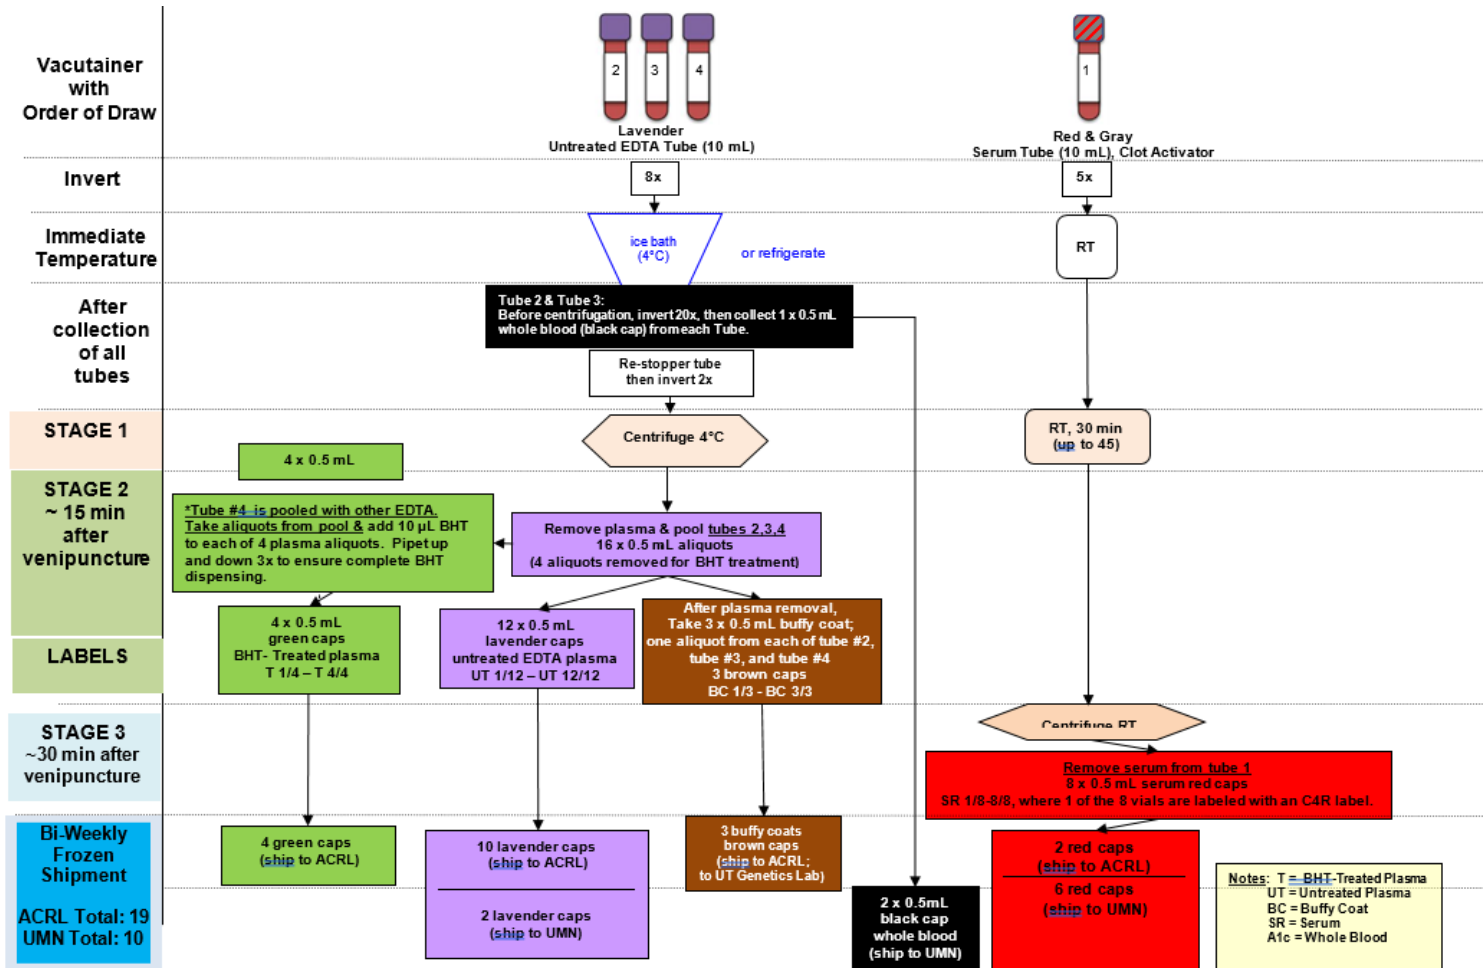 Vacutainer
with
Order of Draw
2
3
4
1
Lavender
Untreated EDTA Tube (10 mL)
Red & Gray
Serum Tube (10 mL), Clot Activator
Invert
8x
5x
Immediate
Temperature
ice bath
(4°C)
or refrigerate
RT
After
collection
of all
tubes
Tube 2 & Tube 3:
Before centrifugation, invert 20x, then collect 1 x 0.5 mL
whole blood (black cap) from each Tube.
Re-stopper tube
then invert 2x
STAGE 1
Centrifuge 4°C
RT, 30 min
(up to 45)
4 x 0.5 mL
STAGE 2
~ 15 min
after
venipuncture
*Tube #4 is pooled with other EDTA.
Take aliquots from pool & add 10 µL BHT
to each of 4 plasma aliquots. Pipet up
and down 3x to ensure complete BHT
dispensing.
Remove plasma & pool tubes 2,3,4
16 x 0.5 mL aliquots
(4 aliquots removed for BHT treatment)
LABELS
4 x 0.5 mL
green caps
BHT- Treated plasma
T 1/4 – T 4/4
12 x 0.5 mL
lavender caps
untreated EDTA plasma
UT 1/12 – UT 12/12
After plasma removal,
Take 3 x 0.5 mL buffy coat;
one aliquot from each of tube #2,
tube #3, and tube #4
3 brown caps
BC 1/3 - BC 3/3
STAGE 3
~30 min after
venipuncture
Centrifuge RT
Remove serum from tube 1
8 x 0.5 mL serum red caps
SR 1/8-8/8, where 1 of the 8 vials are labeled with an C4R label.
Bi-Weekly
Frozen
Shipment
ACRL Total: 19
UMN Total: 10
4 green caps
(ship to ACRL)
10 lavender caps
(ship to ACRL)
2 lavender caps
(ship to UMN)
3 buffy coats
brown caps
(ship to ACRL;
to UT Genetics Lab)
2 x 0.5mL
black cap
whole blood
(ship to UMN)
2 red caps
(ship to ACRL)
6 red caps
(ship to UMN)
Notes: T = BHT-Treated Plasma
UT = Untreated Plasma
BC = Buffy Coat
SR = Serum
A1c = Whole Blood